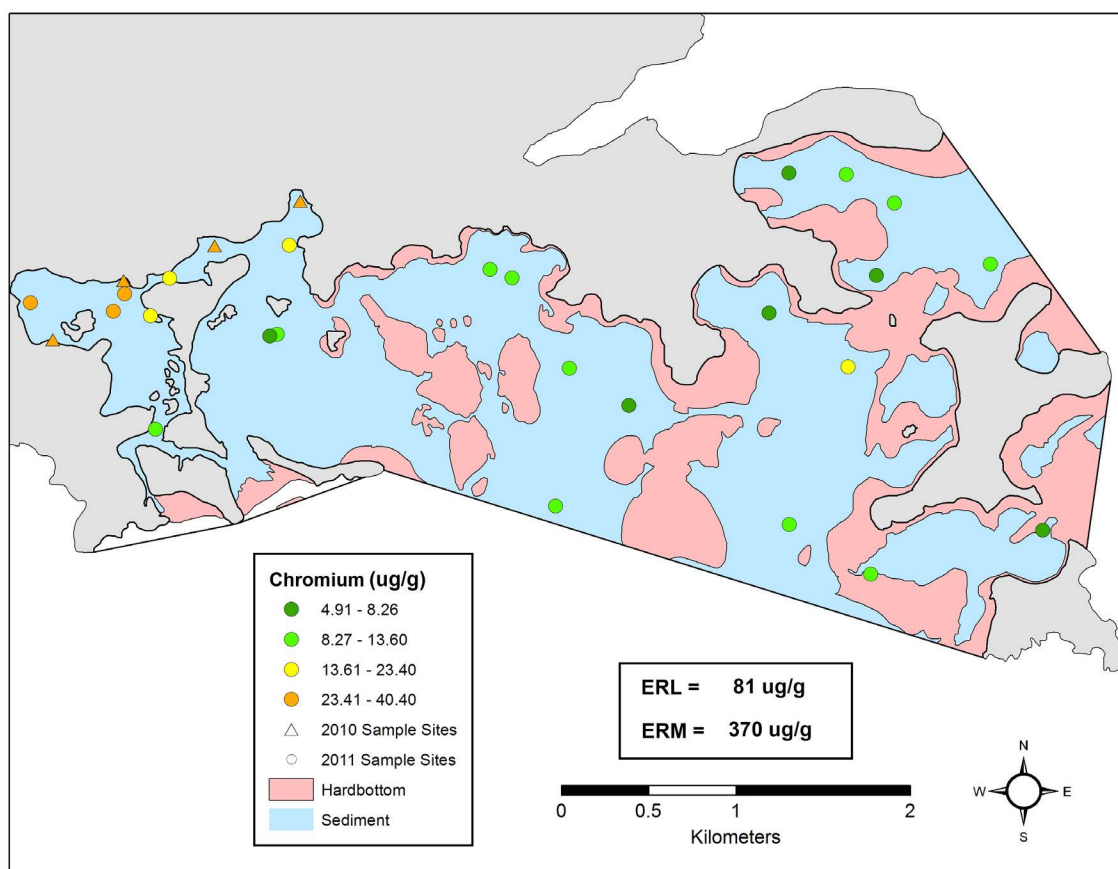 Chromium (ug/g)
4.91 - 8.26
8.27 - 13.60
13.61 - 23.40
23.41 - 40.40
2010 Sample Sites
2011 Sample Sites
Hardbottom
Sediment
ERL = 81 ug/g
ERM = 370 ug/g
0 0.5 1 2
Kilometers
N
W E
S